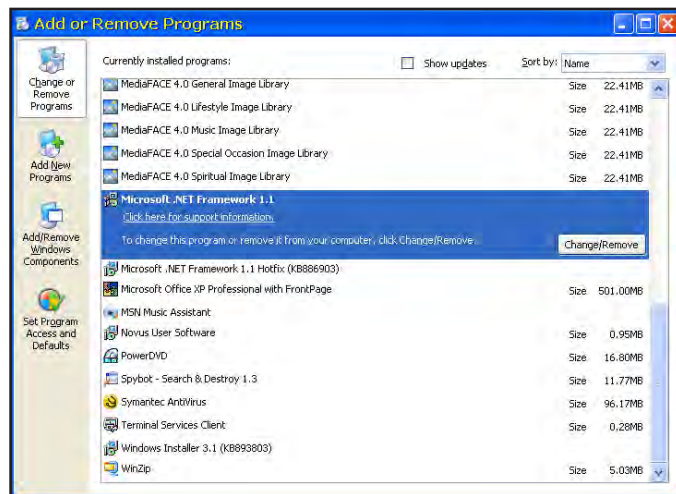 Add or Remove Programs
Change or
Remove
Programs
Add New
Programs
Add/Remove
Windows
Components
Set Program
Access and
Defaults
Currently installed programs:
Show updates
Sort by: Name
MediaFACE 4.0 General Image Library Size 22.41MB
MediaFACE 4.0 Lifestyle Image Library Size 22.41MB
MediaFACE 4.0 Music Image Library Size 22.41MB
MediaFACE 4.0 Special Occasion Image Library Size 22.41MB
MediaFACE 4.0 Spiritual Image Library Size 22.41MB
Microsoft .NET Framework 1.1
Click here for support information.
To change this program or remove it from your computer, click Change/Remove. Change/Remove
Microsoft .NET Framework 1.1 Hotfix (KB886903)
Microsoft Office XP Professional with FrontPage Size 501.00MB
MSN Music Assistant
Novus User Software Size 0.95MB
PowerDVD Size 16.80MB
Spybot - Search & Destroy 1.3 Size 11.77MB
Symantec AntiVirus Size 96.17MB
Terminal Services Client Size 0.28MB
Windows Installer 3.1 (KB893803)
WinZip Size 5.03MB